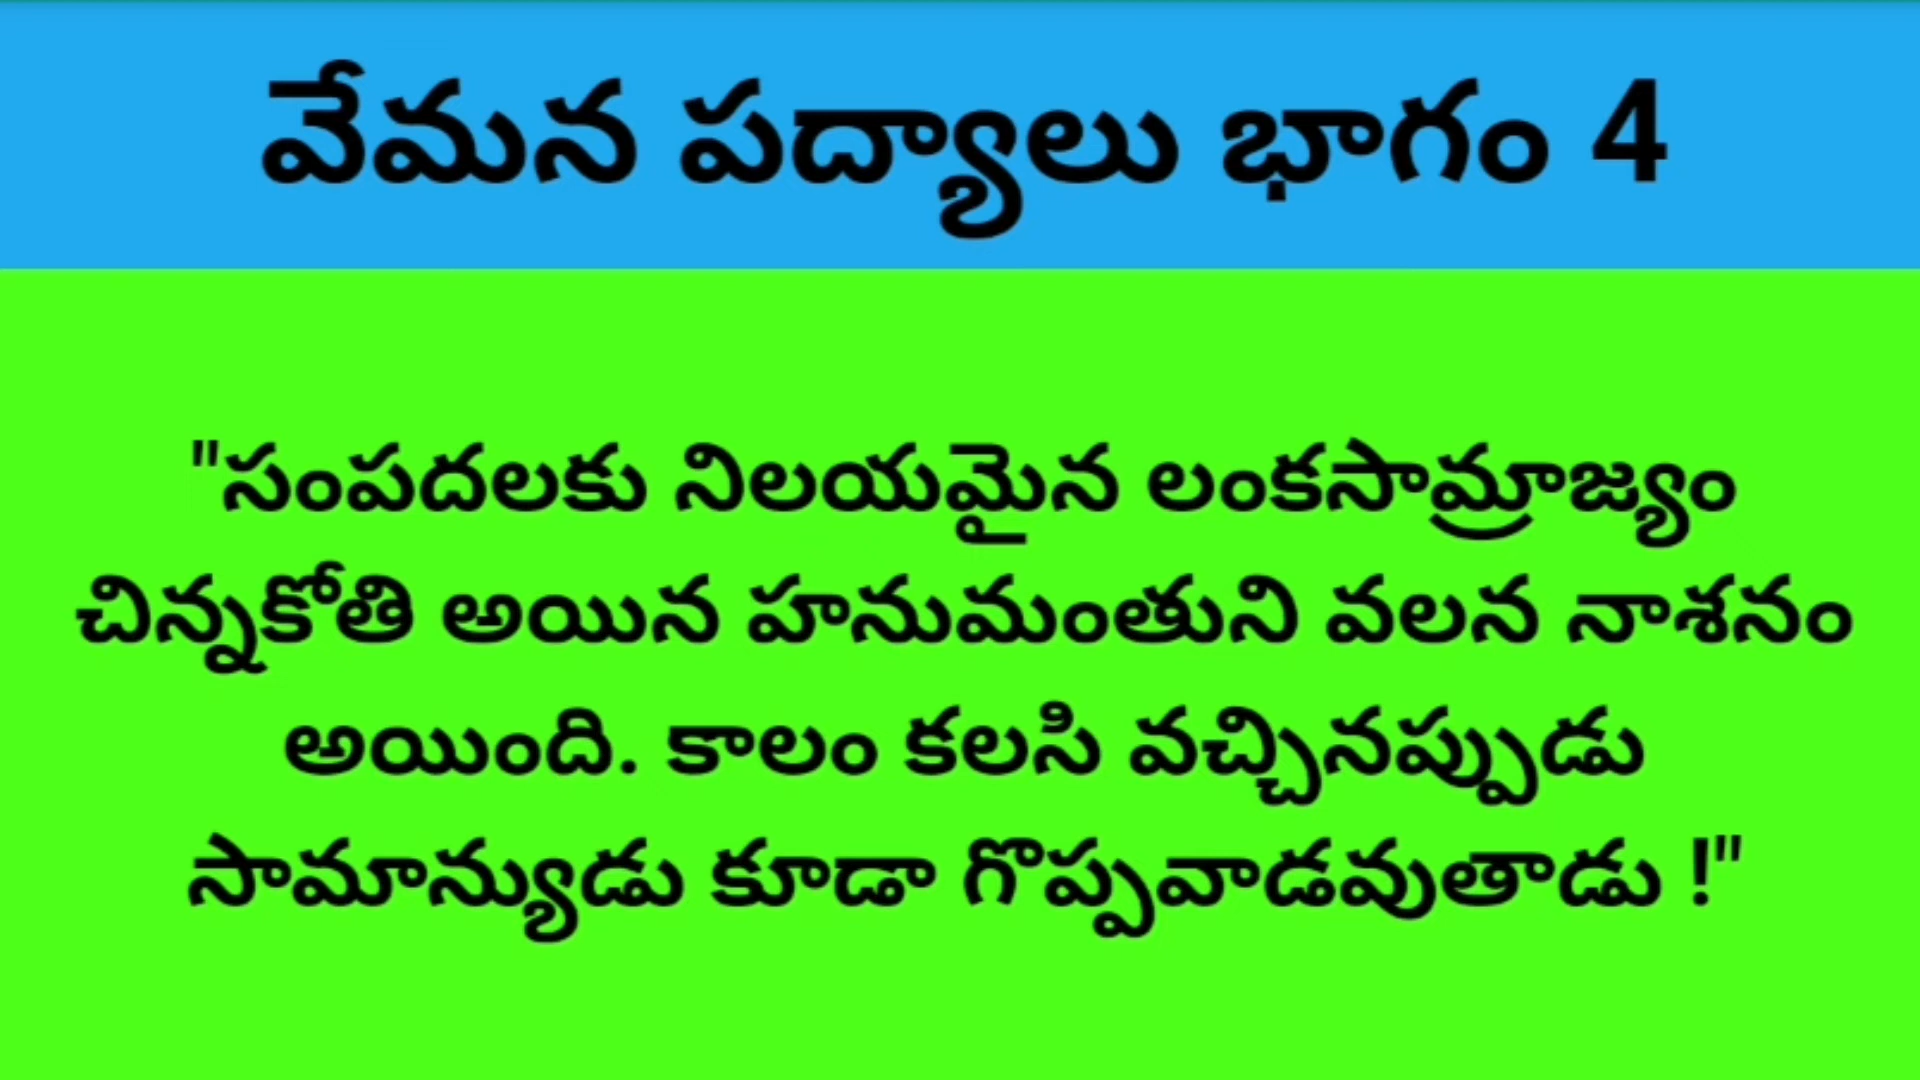 వేమన పద్యాలు భాగం 4
"సంపదలకు నిలయమైన లంకసామ్రాజ్యం
చిన్నకోతి అయిన హనుమంతుని వలన నాశనం
అయింది. కాలం కలసి వచ్చినప్పుడు
సామాన్యుడు కూడా గొప్పవాడవుతాడు !"